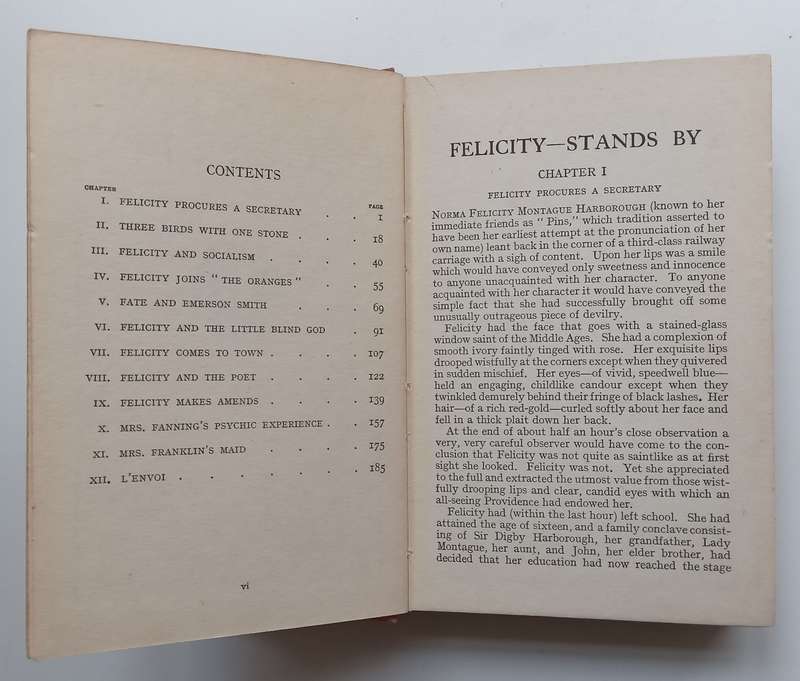 CONTENTS
CHAPTER
PAGE
I. FELICITY PROCURES A SECRETARY . . 1
II. THREE BIRDS WITH ONE STONE . . . 18
III. FELICITY AND SOCIALISM . . . . 40
IV. FELICITY JOINS "THE ORANGES" . . 55
V. FATE AND EMERSON SMITH . . . 69
VI. FELICITY AND THE LITTLE BLIND GOD . 91
VII. FELICITY COMES TO TOWN . . . . 107
VIII. FELICITY AND THE POET . . . . 122
IX. FELICITY MAKES AMENDS . . . . 139
X. MRS. FANNING'S PSYCHIC EXPERIENCE . . 157
XI. MRS. FRANKLIN'S MAID . . . . 175
XII. L'ENVOI . . . . . . . 185
vi
FELICITY—STANDS BY
CHAPTER I
FELICITY PROCURES A SECRETARY
NORMA FELICITY MONTAGUE HARBOROUGH (known to her
immediate friends as "Pins," which tradition asserted to
have been her earliest attempt at the pronunciation of her
own name) leant back in the corner of a third-class railway
carriage with a sigh of content. Upon her lips was a smile
which would have conveyed only sweetness and innocence
to anyone unacquainted with her character. To anyone
acquainted with her character it would have conveyed the
simple fact that she had successfully brought off some
unusually outrageous piece of devilry.
Felicity had the face that goes with a stained-glass
window saint of the Middle Ages. She had a complexion of
smooth ivory faintly tinged with rose. Her exquisite lips
drooped wistfully at the corners except when they quivered
in sudden mischief. Her eyes—of vivid, speedwell blue—
held an engaging, childlike candour except when they
twinkled demurely behind their fringe of black lashes. Her
hair—of a rich red-gold—curled softly about her face and
fell in a thick plait down her back.
At the end of about half an hour's close observation a
very, very careful observer would have come to the con-
clusion that Felicity was not quite as saintlike as at first
sight she looked. Felicity was not. Yet she appreciated
to the full and extracted the utmost value from those wist-
fully drooping lips and clear, candid eyes with which an
all-seeing Providence had endowed her.
Felicity had (within the last hour) left school. She had
attained the age of sixteen, and a family conclave consist-
ing of Sir Digby Harborough, her grandfather, Lady
Montague, her aunt, and John, her elder brother, had
decided that her education had now reached the stage